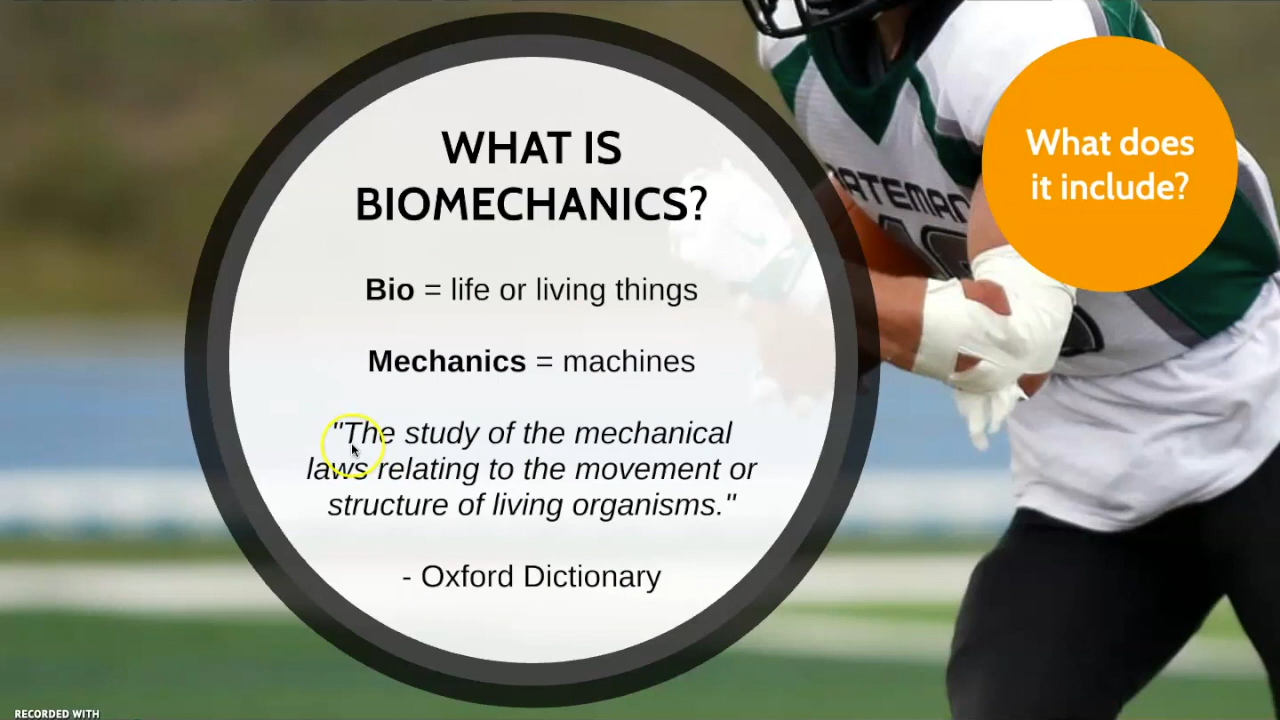 WHAT IS
BIOMECHANICS?
Bio = life or living things
Mechanics = machines
"The study of the mechanical
laws relating to the movement or
structure of living organisms."
- Oxford Dictionary
What does
it include?
RECORDED WITH